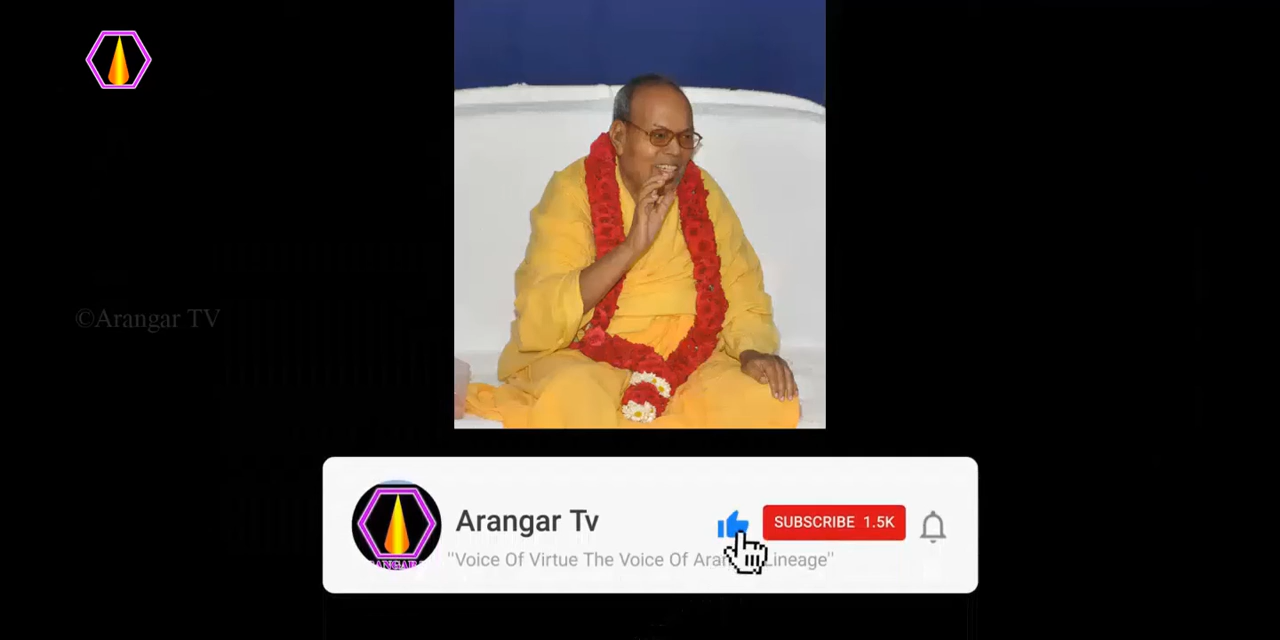 ©Arangar TV
Arangar Tv
SUBSCRIBE 1.5K
"Voice Of Virtue The Voice Of Lineage"